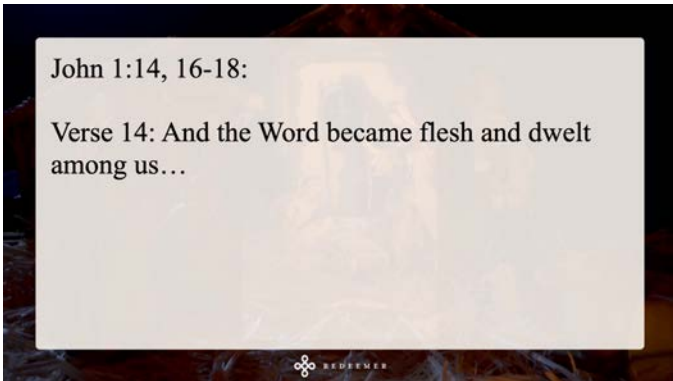 John 1:14, 16-18:
Verse 14: And the Word became flesh and dwelt
among us…
REDEEMER